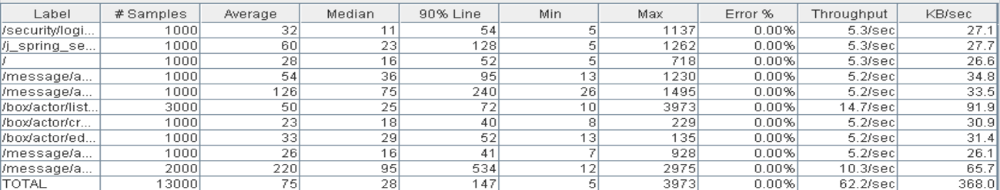 Label # Samples Average Median 90% Line Min Max Error % Throughput KB/sec
/security/logi... 1000 32 11 54 5 1137 0.00% 5.3/sec 27.1
/j_spring_se... 1000 60 23 128 5 1262 0.00% 5.3/sec 27.7
/ 1000 28 16 52 5 718 0.00% 5.3/sec 26.6
/message/a... 1000 54 36 95 13 1230 0.00% 5.2/sec 34.8
/message/a... 1000 126 75 240 26 1495 0.00% 5.2/sec 33.5
/box/actor/list... 3000 50 25 72 10 3973 0.00% 14.7/sec 91.9
/box/actor/cr... 1000 23 18 40 8 229 0.00% 5.2/sec 30.9
/box/actor/ed... 1000 33 29 52 13 135 0.00% 5.2/sec 31.4
/message/a... 1000 26 16 41 7 928 0.00% 5.2/sec 26.1
/message/a... 2000 220 95 534 12 2975 0.00% 10.3/sec 65.7
TOTAL 13000 75 28 147 5 3973 0.00% 62.2/sec 368.0